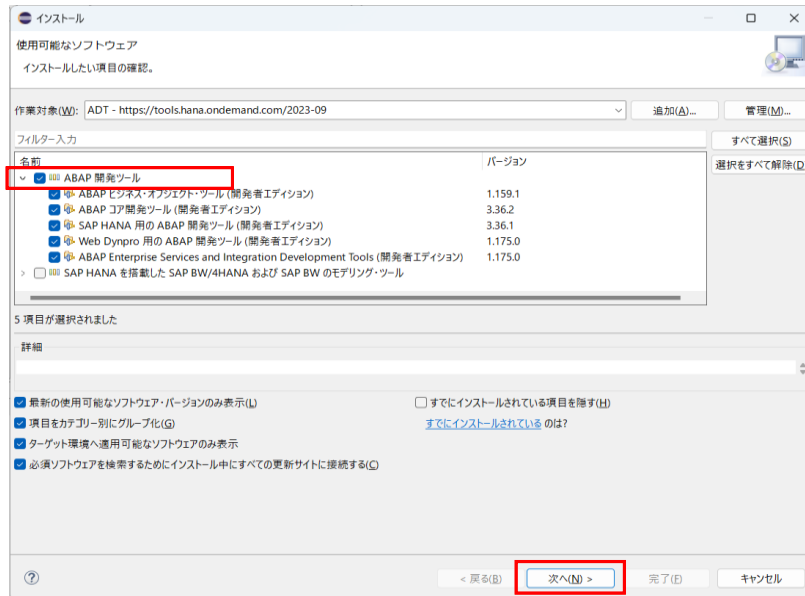 インストール
使用可能なソフトウェア
インストールしたい項目の確認。
作業対象(W): ADT - https://tools.hana.ondemand.com/2023-09 追加(A)... 管理(M)...
フィルター入力 すべて選択(S)
名前 バージョン 選択をすべて解除(D
ABAP 開発ツール
ABAP ビジネス・オブジェクト・ツール (開発者エディション) 1.159.1
ABAP コア開発ツール (開発者エディション) 3.36.2
SAP HANA 用の ABAP 開発ツール (開発者エディション) 3.36.1
Web Dynpro 用の ABAP 開発ツール (開発者エディション) 1.175.0
ABAP Enterprise Services and Integration Development Tools (開発者エディション) 1.175.0
SAP HANA を搭載した SAP BW/4HANA および SAP BW のモデリング・ツール
5 項目が選択されました
詳細
最新の使用可能なソフトウェア・バージョンのみ表示(L) すでにインストールされている項目を隠す(H)
項目をカテゴリー別にグループ化(G) すでにインストールされている のは?
ターゲット環境へ適用可能なソフトウェアのみ表示
必須ソフトウェアを検索するためにインストール中にすべての更新サイトに接続する(C)
? < 戻る(B) 次へ(N) > 完了(F) キャンセル